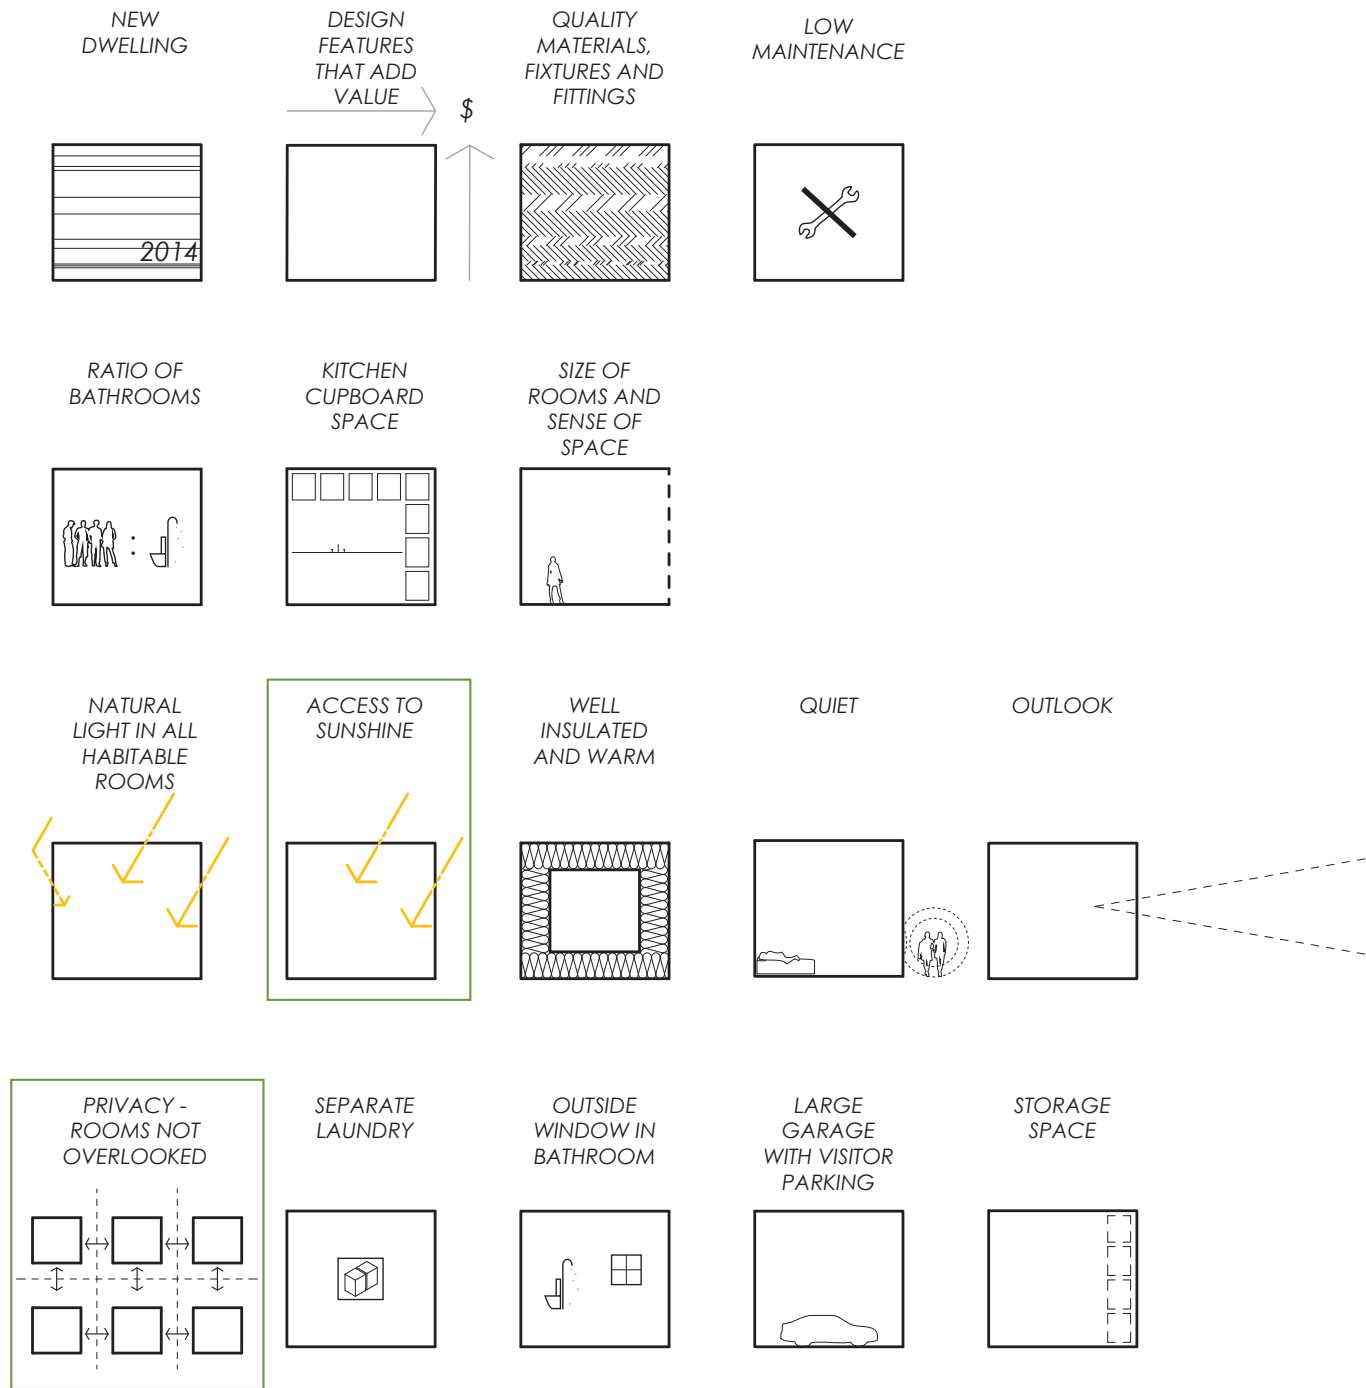 NEW
DWELLING
DESIGN
FEATURES
THAT ADD
VALUE
$
QUALITY
MATERIALS,
FIXTURES AND
FITTINGS
LOW
MAINTENANCE
2014
RATIO OF
BATHROOMS
:
KITCHEN
CUPBOARD
SPACE
SIZE OF
ROOMS AND
SENSE OF
SPACE
NATURAL
LIGHT IN ALL
HABITABLE
ROOMS
ACCESS TO
SUNSHINE
WELL
INSULATED
AND WARM
QUIET
OUTLOOK
PRIVACY -
ROOMS NOT
OVERLOOKED
SEPARATE
LAUNDRY
OUTSIDE
WINDOW IN
BATHROOM
LARGE
GARAGE
WITH VISITOR
PARKING
STORAGE
SPACE